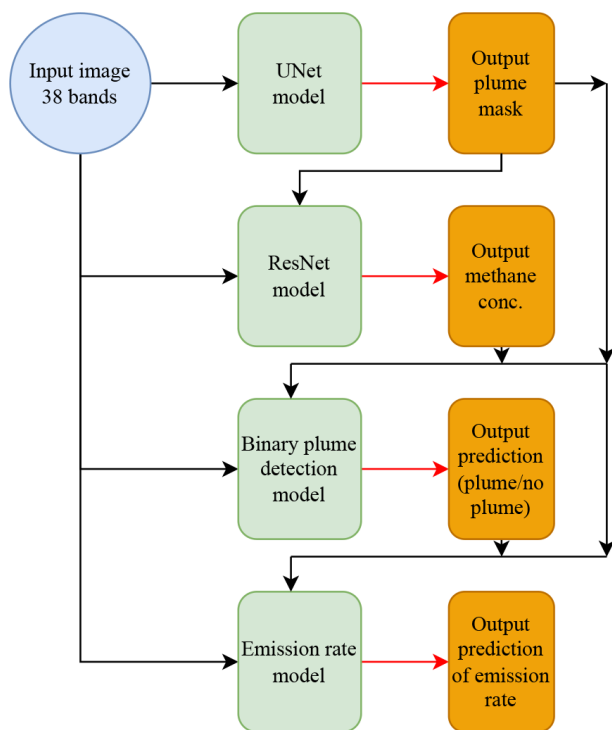 Input image
38 bands
UNet
model
Output
plume
mask
ResNet
model
Output
methane
conc.
Binary plume
detection
model
Output
prediction
(plume/no
plume)
Emission rate
model
Output
prediction
of emission
rate